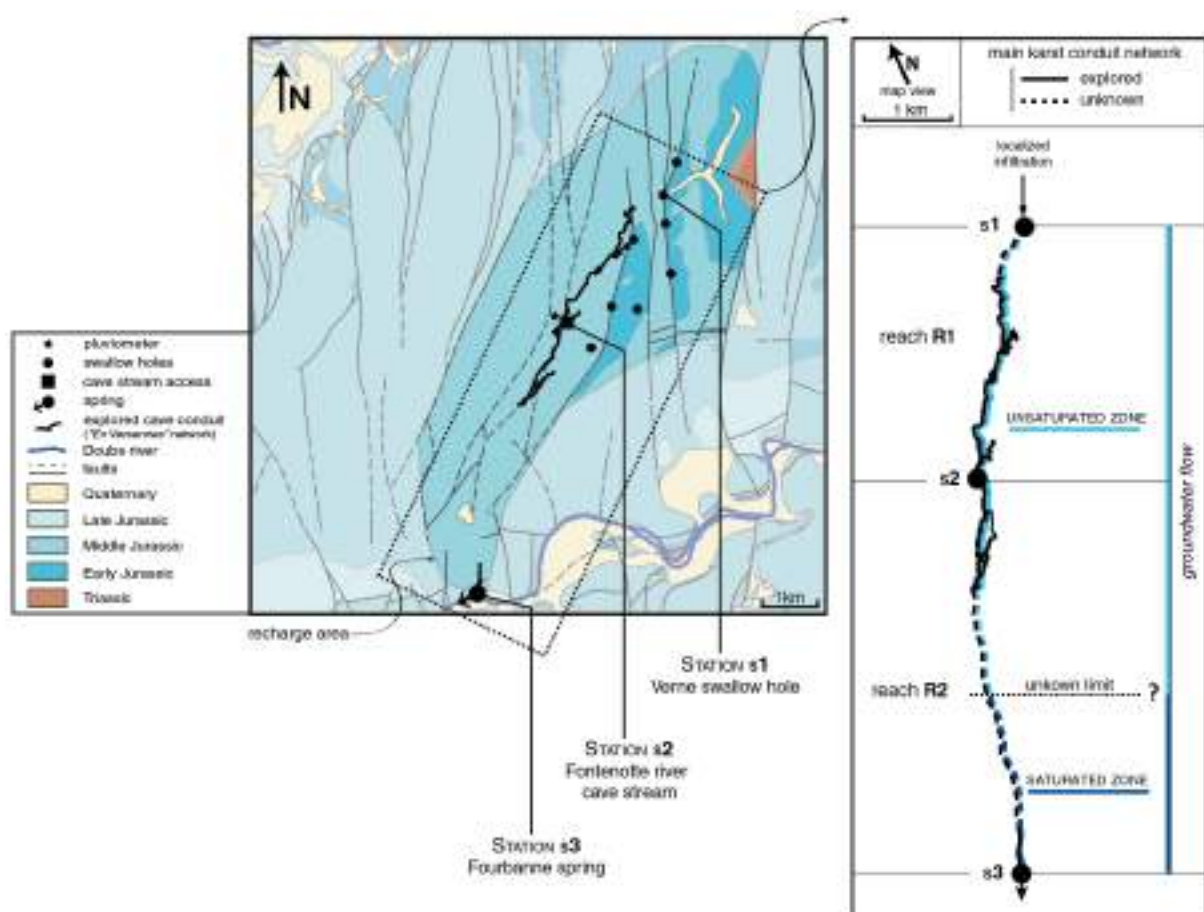 N
1km
pluviometer
swallow holes
cave stream access
spring
explored cave conduit
Doubs river
faults
Quaternary
Late Jurassic
Middle Jurassic
Early Jurassic
Triassic
recharge area
STATION s1
Verne swallow hole
STATION s2
Fontenotte river
cave stream
STATION s3
Fourbanne spring
N
map view
1 km
main karst conduit network
explored
unknown
localized
infiltration
s1
reach R1
UNSATURATED ZONE
s2
groundwater flow
reach R2
unkown limit
?
SATURATED ZONE
s3